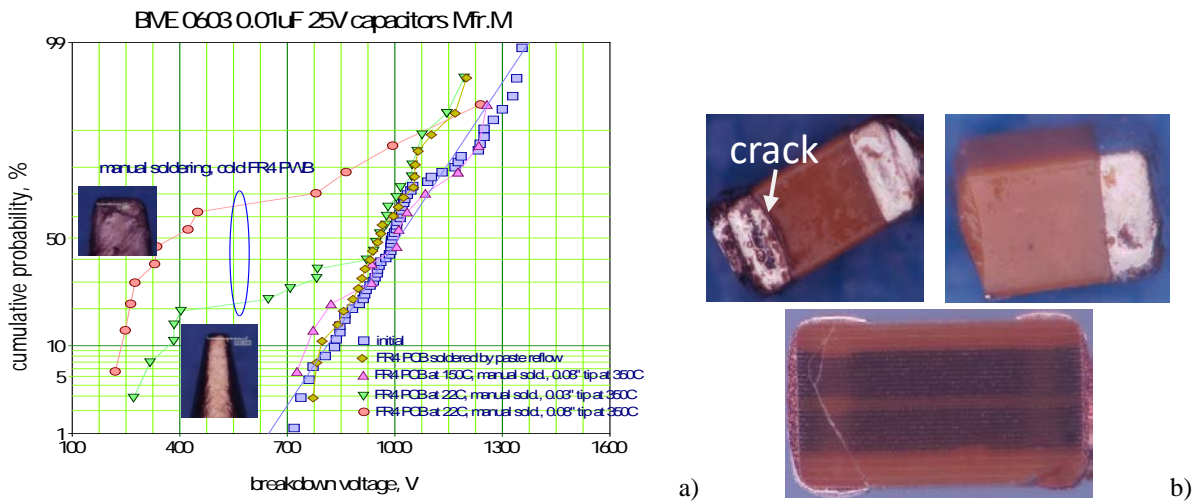 BME 0603 0.01uF 25V capacitors Mfr.M
99
50
10
5
1
cumulative probability, %
manual soldering, cold FR4 PWB
initial
FR4 PCB soldered by paste reflow
FR4 PCB at 150C, manual sold., 0.08" tip at 350C
FR4 PCB at 22C, manual sold., 0.03" tip at 350C
FR4 PCB at 22C, manual sold., 0.08" tip at 350C
100 400 700 1000 1300 1600
breakdown voltage, V
a)
crack
b)